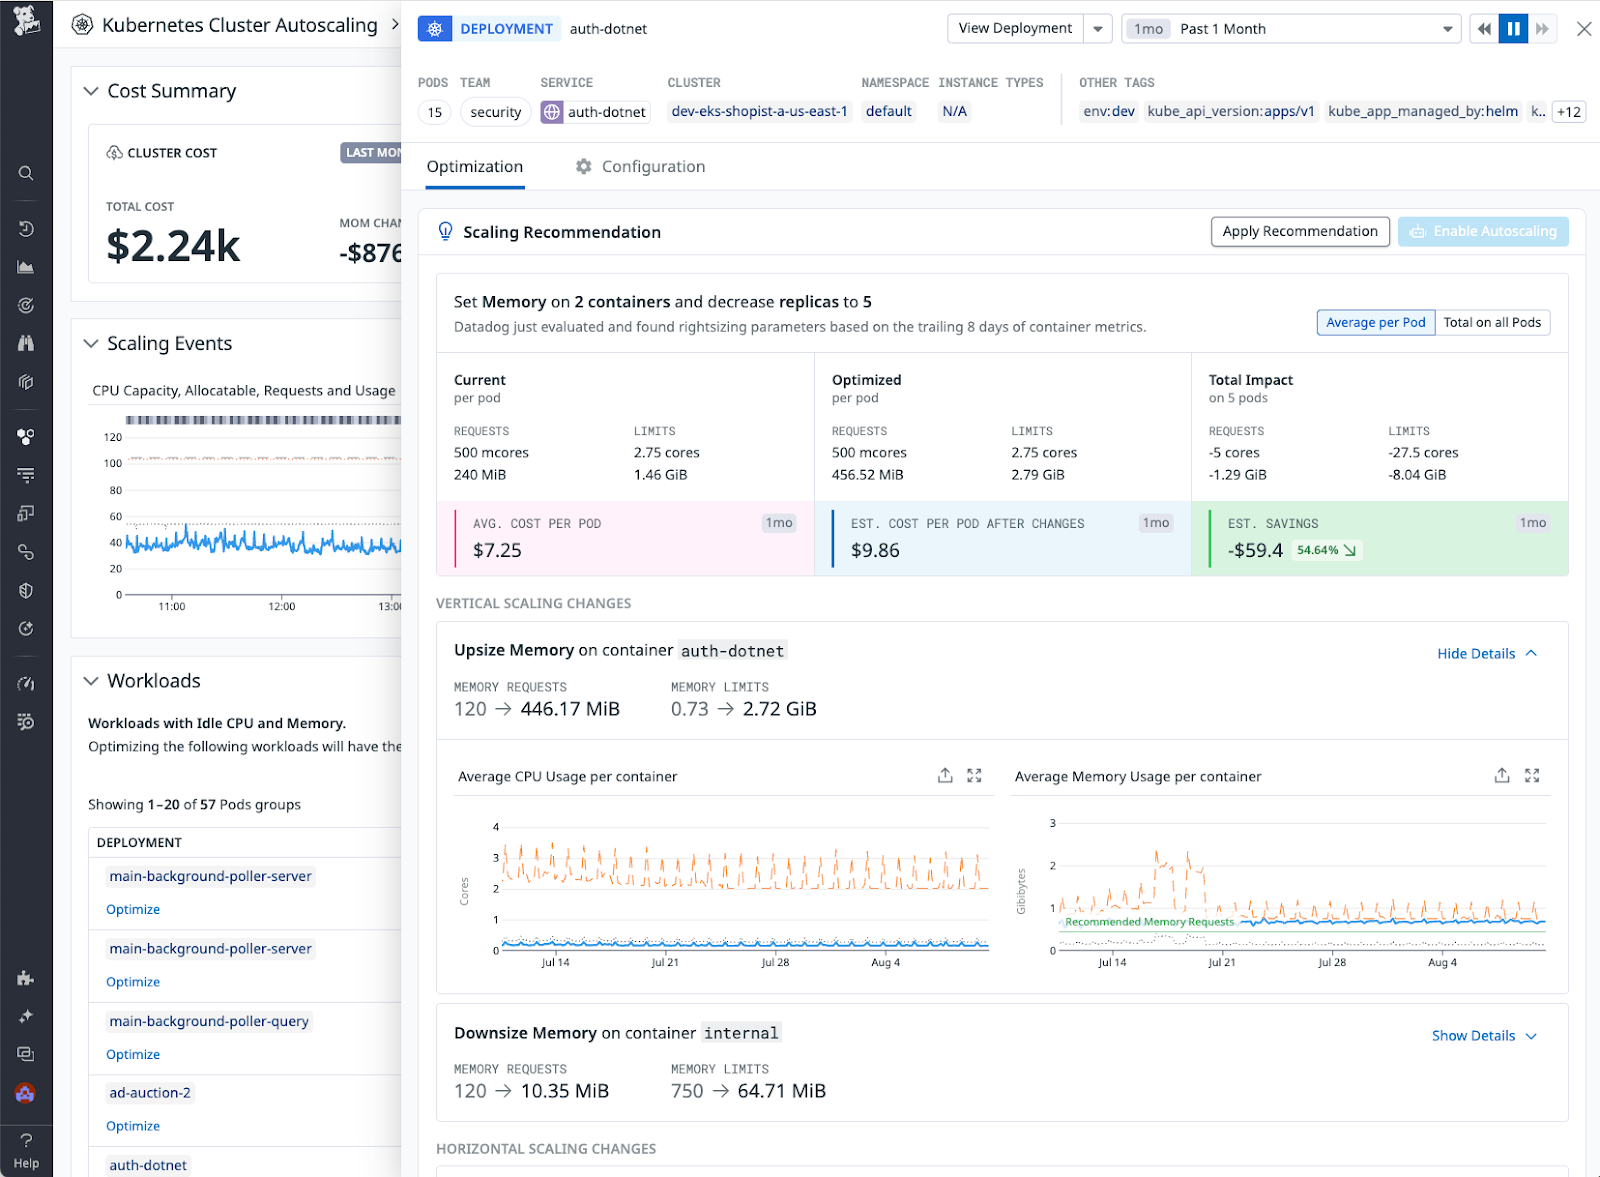 Kubernetes Cluster Autoscaling
Cost Summary
CLUSTER COST
LAST MON
TOTAL COST
$2.24k
MOM CHAN
-$876
Scaling Events
CPU Capacity, Allocatable, Requests and Usage
120
100
80
60
40
20
0
11:00
12:00
13:00
Workloads
Workloads with Idle CPU and Memory.
Optimizing the following workloads will have the
Showing 1–20 of 57 Pods groups
DEPLOYMENT
main-background-poller-server
Optimize
main-background-poller-server
Optimize
main-background-poller-query
Optimize
ad-auction-2
Optimize
auth-dotnet
Help
DEPLOYMENT auth-dotnet
View Deployment
1mo Past 1 Month
PODS TEAM SERVICE CLUSTER NAMESPACE INSTANCE TYPES OTHER TAGS
15 security auth-dotnet dev-eks-shopist-a-us-east-1 default N/A env:dev kube_api_version:apps/v1 kube_app_managed_by:helm k.. +12
Optimization
Configuration
Scaling Recommendation
Apply Recommendation
Enable Autoscaling
Set Memory on 2 containers and decrease replicas to 5
Datadog just evaluated and found rightsizing parameters based on the trailing 8 days of container metrics.
Average per Pod
Total on all Pods
Current
per pod
REQUESTS LIMITS
500 mcores 2.75 cores
240 MiB 1.46 GiB
AVG. COST PER POD 1mo
$7.25
Optimized
per pod
REQUESTS LIMITS
500 mcores 2.75 cores
456.52 MiB 2.79 GiB
EST. COST PER POD AFTER CHANGES 1mo
$9.86
Total Impact
on 5 pods
REQUESTS LIMITS
-5 cores -27.5 cores
-1.29 GiB -8.04 GiB
EST. SAVINGS 1mo
-$59.4 54.64%
VERTICAL SCALING CHANGES
Upsize Memory on container auth-dotnet
Hide Details
MEMORY REQUESTS MEMORY LIMITS
120 → 446.17 MiB 0.73 → 2.72 GiB
Average CPU Usage per container
Cores
4
3
2
1
0
Jul 14
Jul 21
Jul 28
Aug 4
Average Memory Usage per container
Gibibytes
3
2
1
0
Recommended Memory Requests
Jul 14
Jul 21
Jul 28
Aug 4
Downsize Memory on container internal
Show Details
MEMORY REQUESTS MEMORY LIMITS
120 → 10.35 MiB 750 → 64.71 MiB
HORIZONTAL SCALING CHANGES